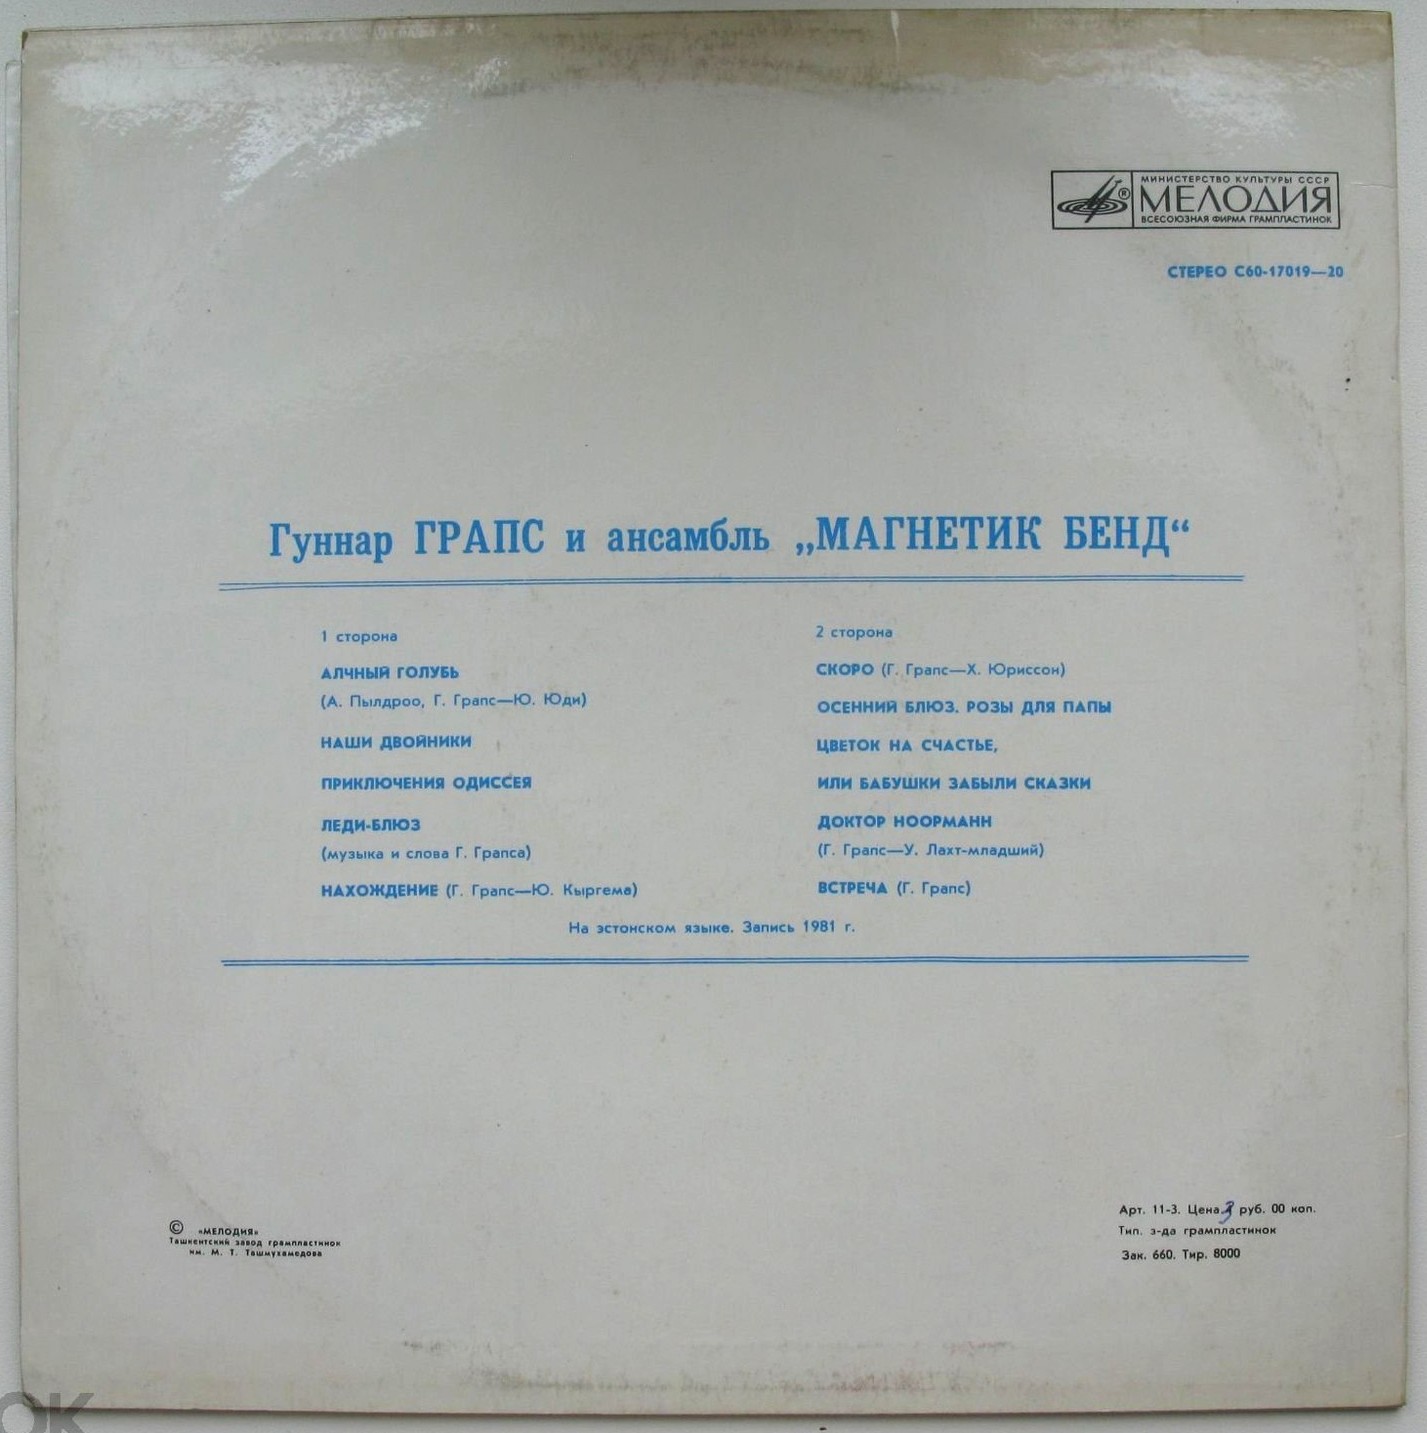 МИНИСТЕРСТВО КУЛЬТУРЫ СССР
МЕЛОДИЯ
ВСЕСОЮЗНАЯ ФИРМА ГРАМПЛАСТИНОК
СТЕРЕО С60-17019—20
Гуннар ГРАПС и ансамбль „МАГНЕТИК БЕНД“
1 сторона
АЛЧНЫЙ ГОЛУБЬ
(А. Пылдроо, Г. Грапс—Ю. Юди)
НАШИ ДВОЙНИКИ
ПРИКЛЮЧЕНИЯ ОДИССЕЯ
ЛЕДИ-БЛЮЗ
(музыка и слова Г. Грапса)
НАХОЖДЕНИЕ (Г. Грапс—Ю. Кыргема)
2 сторона
СКОРО (Г. Грапс—Х. Юриссон)
ОСЕННИЙ БЛЮЗ. РОЗЫ ДЛЯ ПАПЫ
ЦВЕТОК НА СЧАСТЬЕ,
ИЛИ БАБУШКИ ЗАБЫЛИ СКАЗКИ
ДОКТОР НООРМАНН
(Г. Грапс—У. Лахт-младший)
ВСТРЕЧА (Г. Грапс)
На эстонском языке. Запись 1981 г.
© «МЕЛОДИЯ»
Ташкентский завод грампластинок
им. М. Т. Ташмухамедова
Арт. 11-3. Цена 3 руб. 00 коп.
Тип. з-да грампластинок
Зак. 660. Тир. 8000
OK